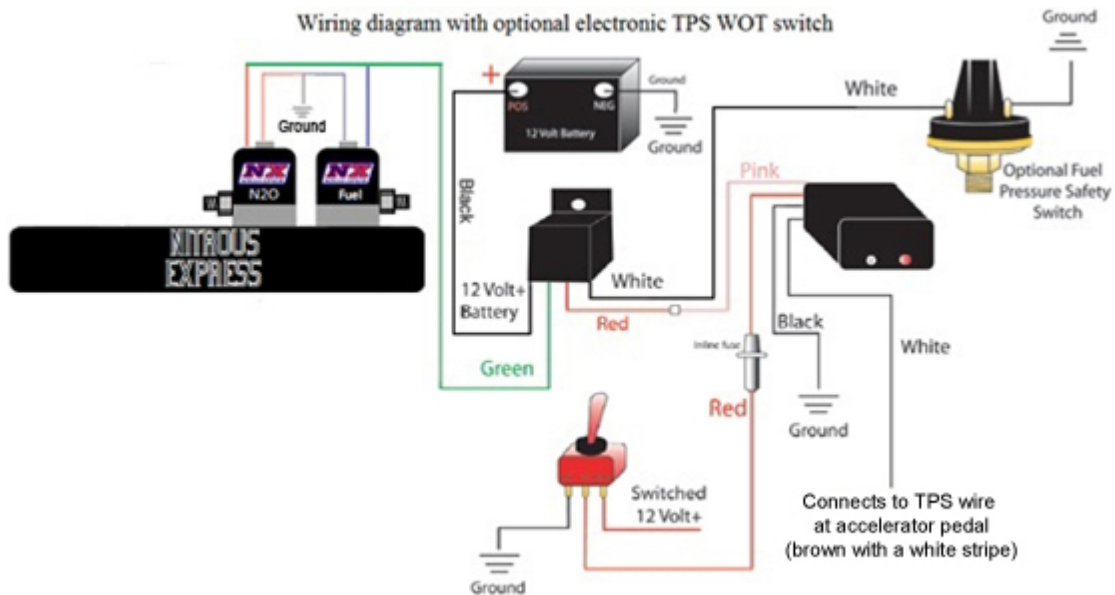 Wiring diagram with optional electronic TPS WOT switch
Ground
+
Ground
POS
NEG
12 Volt Battery
Ground
White
Ground
NX
N2O
NX
Fuel
Optional Fuel
Pressure Safety
Switch
Pink
Black
NITROUS
EXPRESS
12 Volt+
Battery
White
Red
Black
White
Inline fuse
Green
Red
Ground
Switched
12 Volt+
Connects to TPS wire
at accelerator pedal
(brown with a white stripe)
Ground